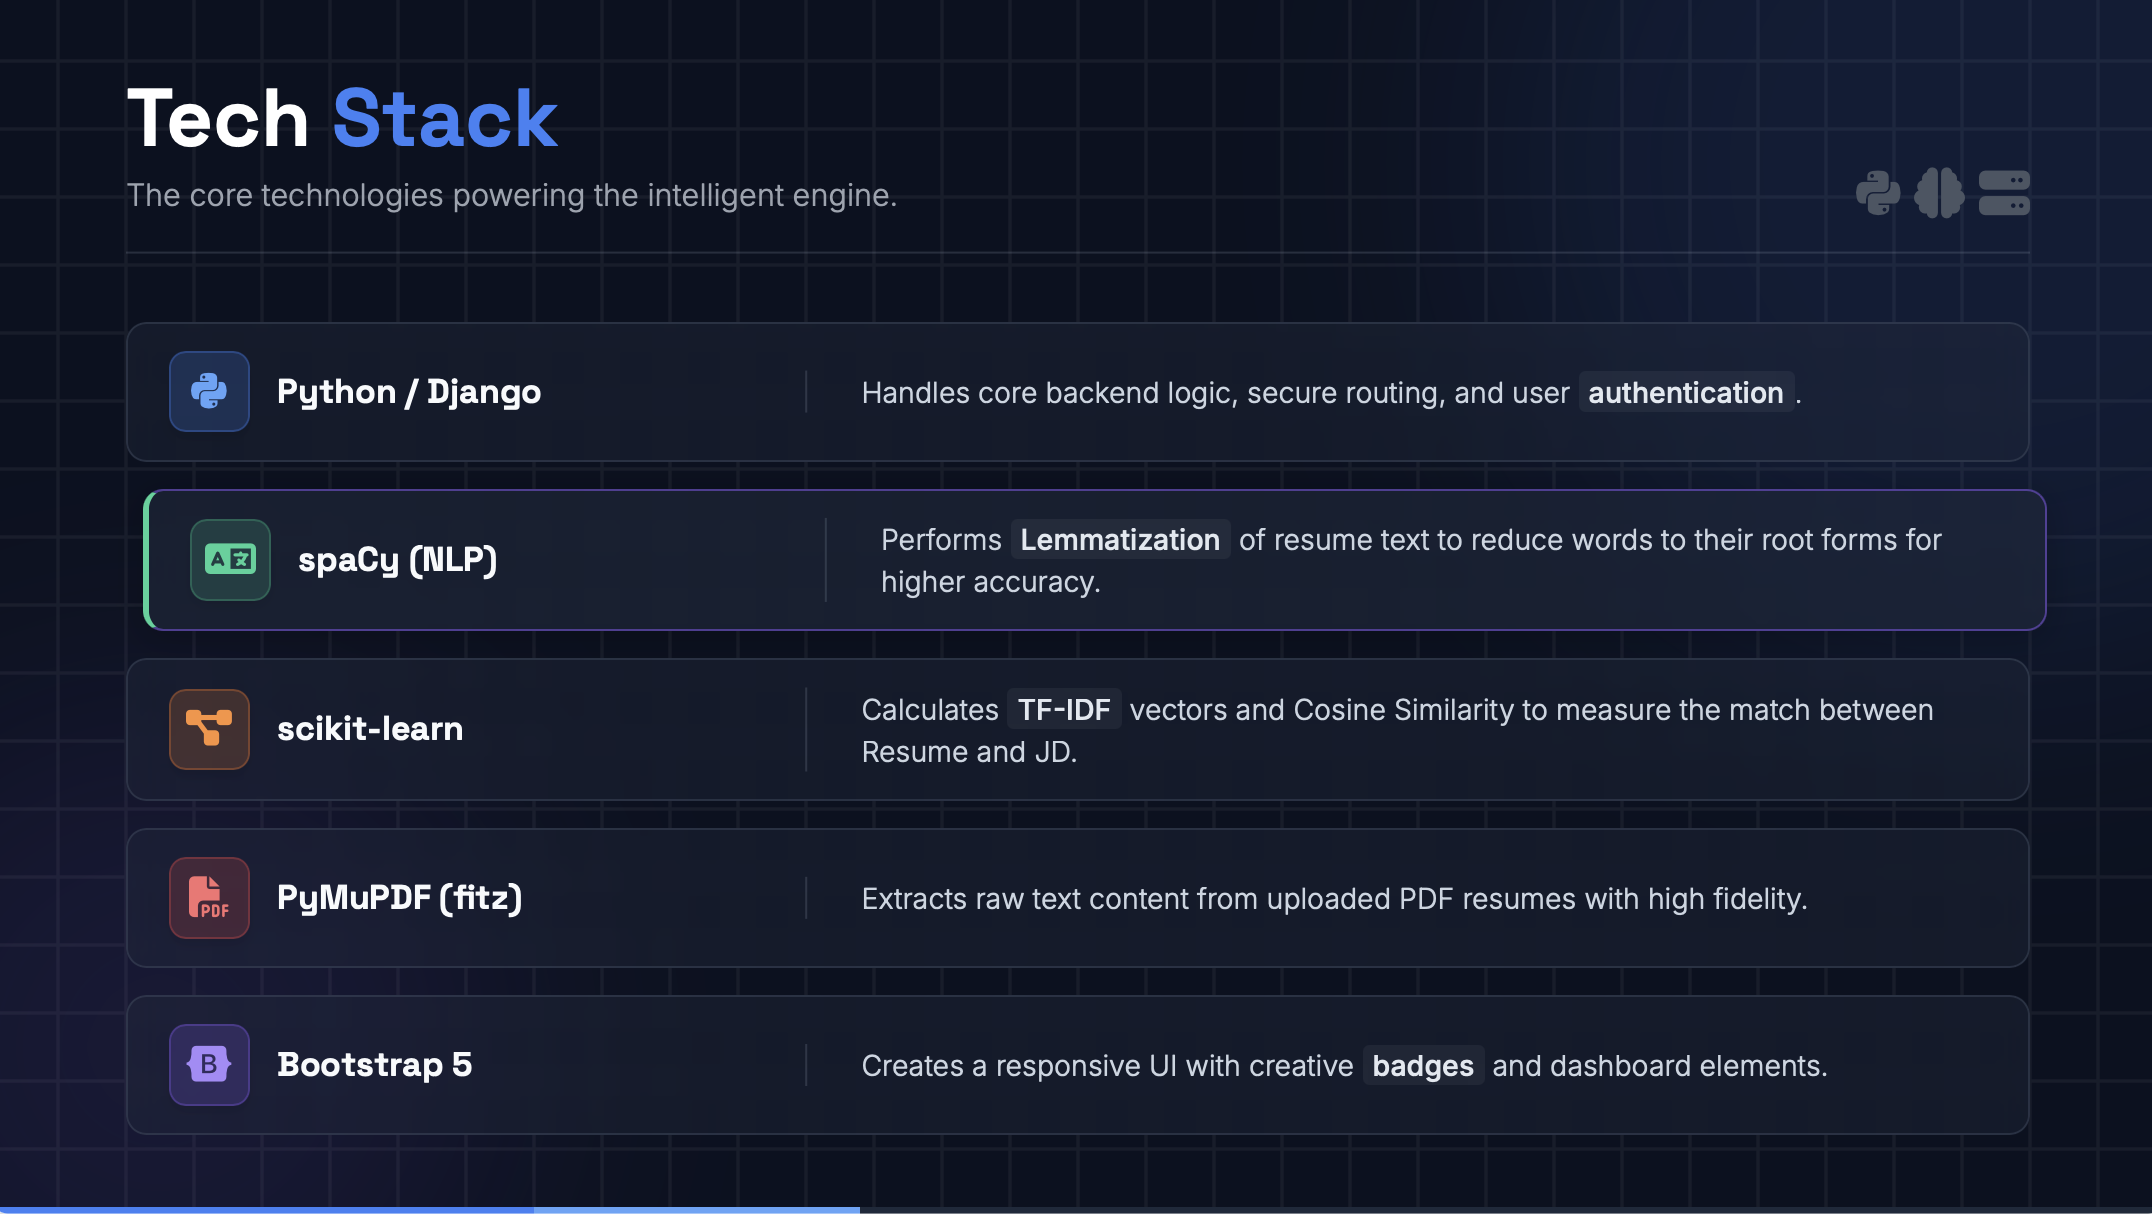 Tech Stack
The core technologies powering the intelligent engine.
Python / Django
Handles core backend logic, secure routing, and user authentication .
A 文
spaCy (NLP)
Performs Lemmatization of resume text to reduce words to their root forms for
higher accuracy.
scikit-learn
Calculates TF-IDF vectors and Cosine Similarity to measure the match between
Resume and JD.
PDF
PyMuPDF (fitz)
Extracts raw text content from uploaded PDF resumes with high fidelity.
B
Bootstrap 5
Creates a responsive UI with creative badges and dashboard elements.